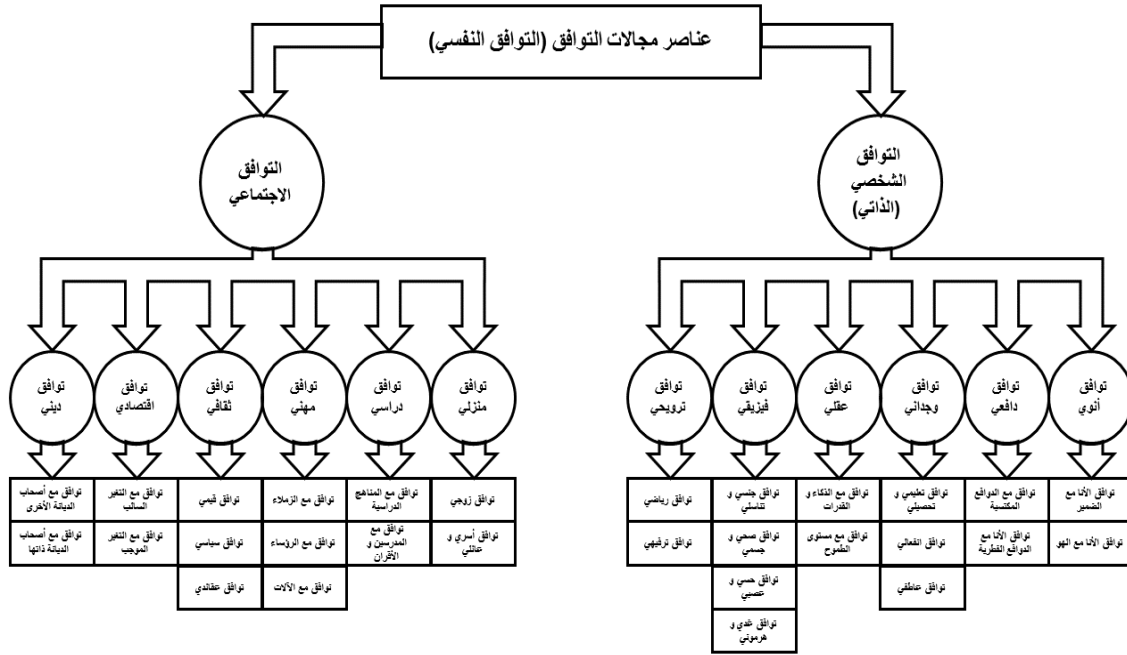 عناصر مجالات التوافق (التوافق النفسي)
التوافق
الشخصي
(الذاتي)
التوافق
الاجتماعي
توافق
أنوي
توافق
دافعي
توافق
وجداني
توافق
عقلي
توافق
فيزيقي
توافق
ترويحي
توافق
منزلي
توافق
دراسي
توافق
مهني
توافق
ثقافي
توافق
اقتصادي
توافق
ديني
توافق الأنا مع
الضمير
توافق الأنا مع الهو
توافق مع الدوافع
المكتسبة
توافق الأنا مع
الدوافع الفطرية
توافق تعليمي و
تحصيلي
توافق انفعالي
توافق عاطفي
توافق مع الذكاء و
القدرات
توافق مع مستوى
الطموح
توافق جنسي و
تناسلي
توافق صحي و
جسمي
توافق حسي و
عصبي
توافق غدي و
هرموني
توافق رياضي
توافق ترفيهي
توافق زوجي
توافق أسري و
عائلي
توافق مع المناهج
الدراسية
توافق مع
المدرسين و
الأقران
توافق مع الزملاء
توافق مع الرؤساء
توافق مع الآلات
توافق قيمي
توافق سياسي
توافق عقائدي
توافق مع التغير
السالب
توافق مع التغير
الموجب
توافق مع أصحاب
الديانة الأخرى
توافق مع أصحاب
الديانة ذاتها